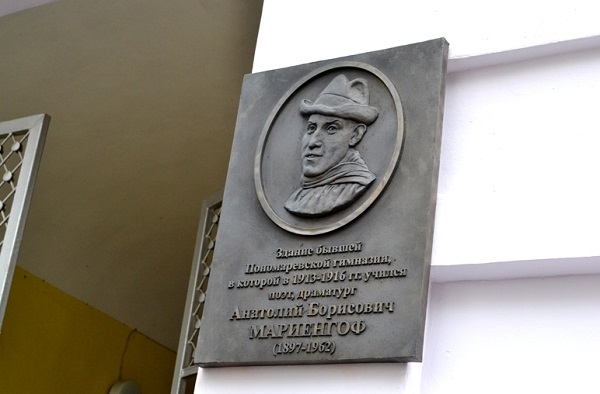 Здание бывшей
Пономаревской гимназии,
в которой в 1913-1916 гг. учился
поэт, драматург
Анатолий Борисович
МАРИЕНГОФ
(1897-1962)